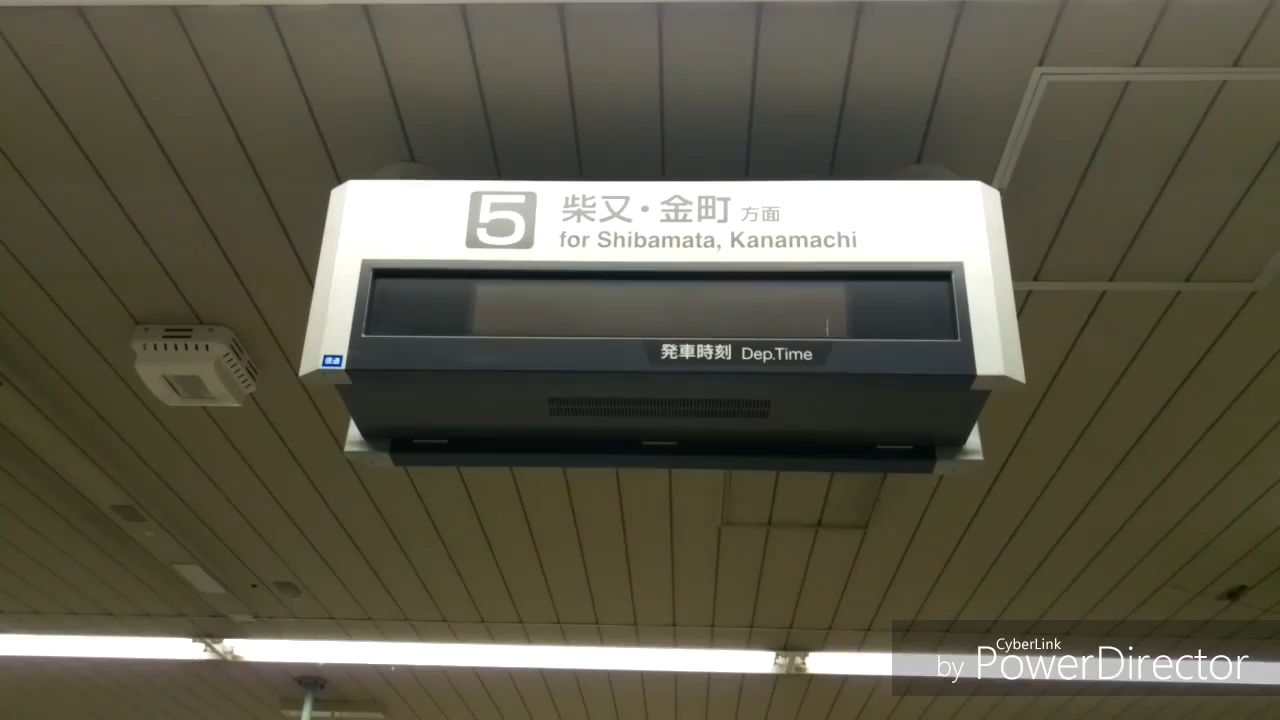 5 柴又・金町 方面
for Shibamata, Kanamachi
発車時刻 Dep.Time
CyberLink
by PowerDirector